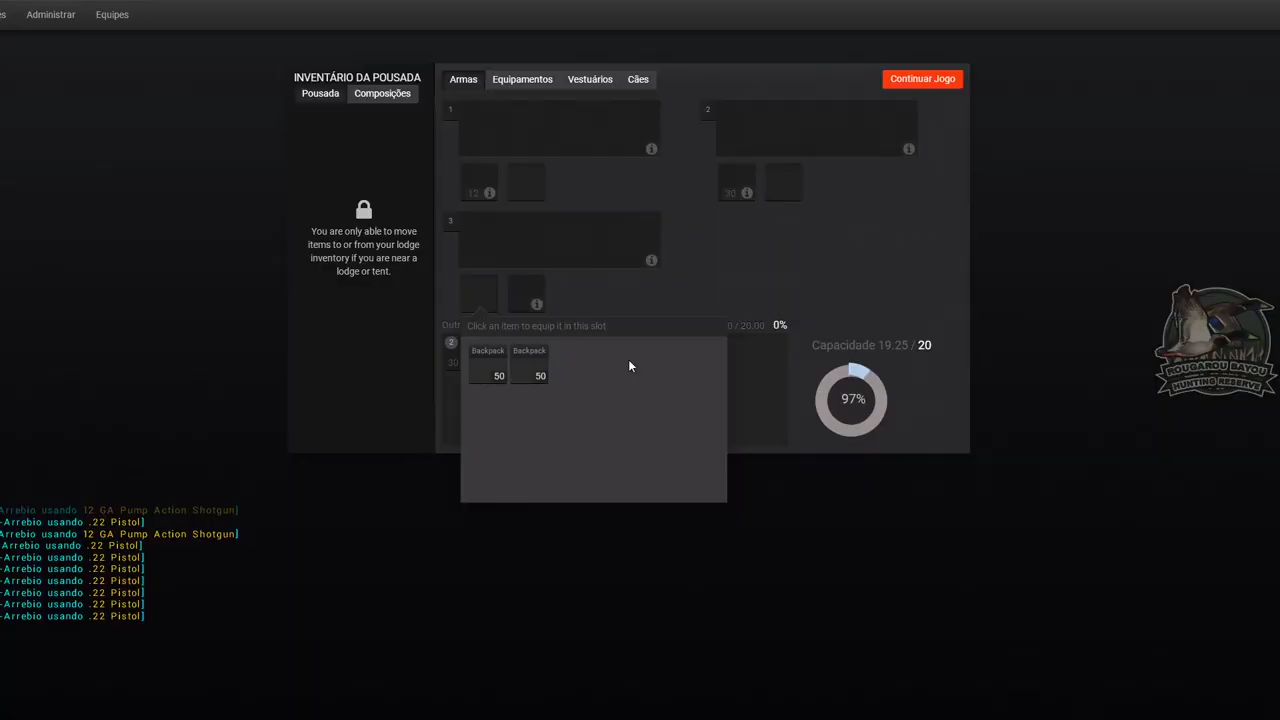 es Administrar Equipes
INVENTÁRIO DA POUSADA
Pousada Composições
Armas Equipamentos Vestuários Cães
Continuar Jogo
1
2
12
30
3
You are only able to move
items to or from your lodge
inventory if you are near a
lodge or tent.
Outr
Click an item to equip it in this slot
0 / 20.00 0%
2
30
Backpack Backpack
50 50
Capacidade 19.25 / 20
97%
ROUGAROU BAYOU
HUNTING RESERVE
Arrebio usando 12 GA Pump Action Shotgun]
-Arrebio usando .22 Pistol]
Arrebio usando 12 GA Pump Action Shotgun]
-Arrebio usando .22 Pistol]
-Arrebio usando .22 Pistol]
-Arrebio usando .22 Pistol]
-Arrebio usando .22 Pistol]
-Arrebio usando .22 Pistol]
-Arrebio usando .22 Pistol]
-Arrebio usando .22 Pistol]